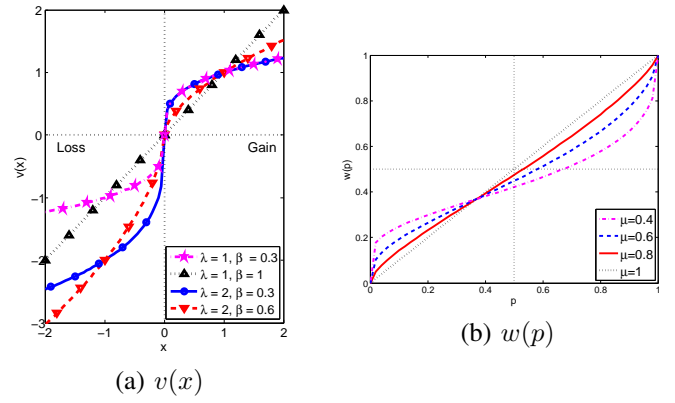 2
1
0
−1
−2
−3
−2
−1
0
1
2
v(x)
x
Loss
Gain
λ = 1, β = 0.3
λ = 1, β = 1
λ = 2, β = 0.3
λ = 2, β = 0.6
(a) v(x)
1
0.8
0.6
0.4
0.2
0
0
0.2
0.4
0.6
0.8
1
w(p)
p
μ=0.4
μ=0.6
μ=0.8
μ=1
(b) w(p)